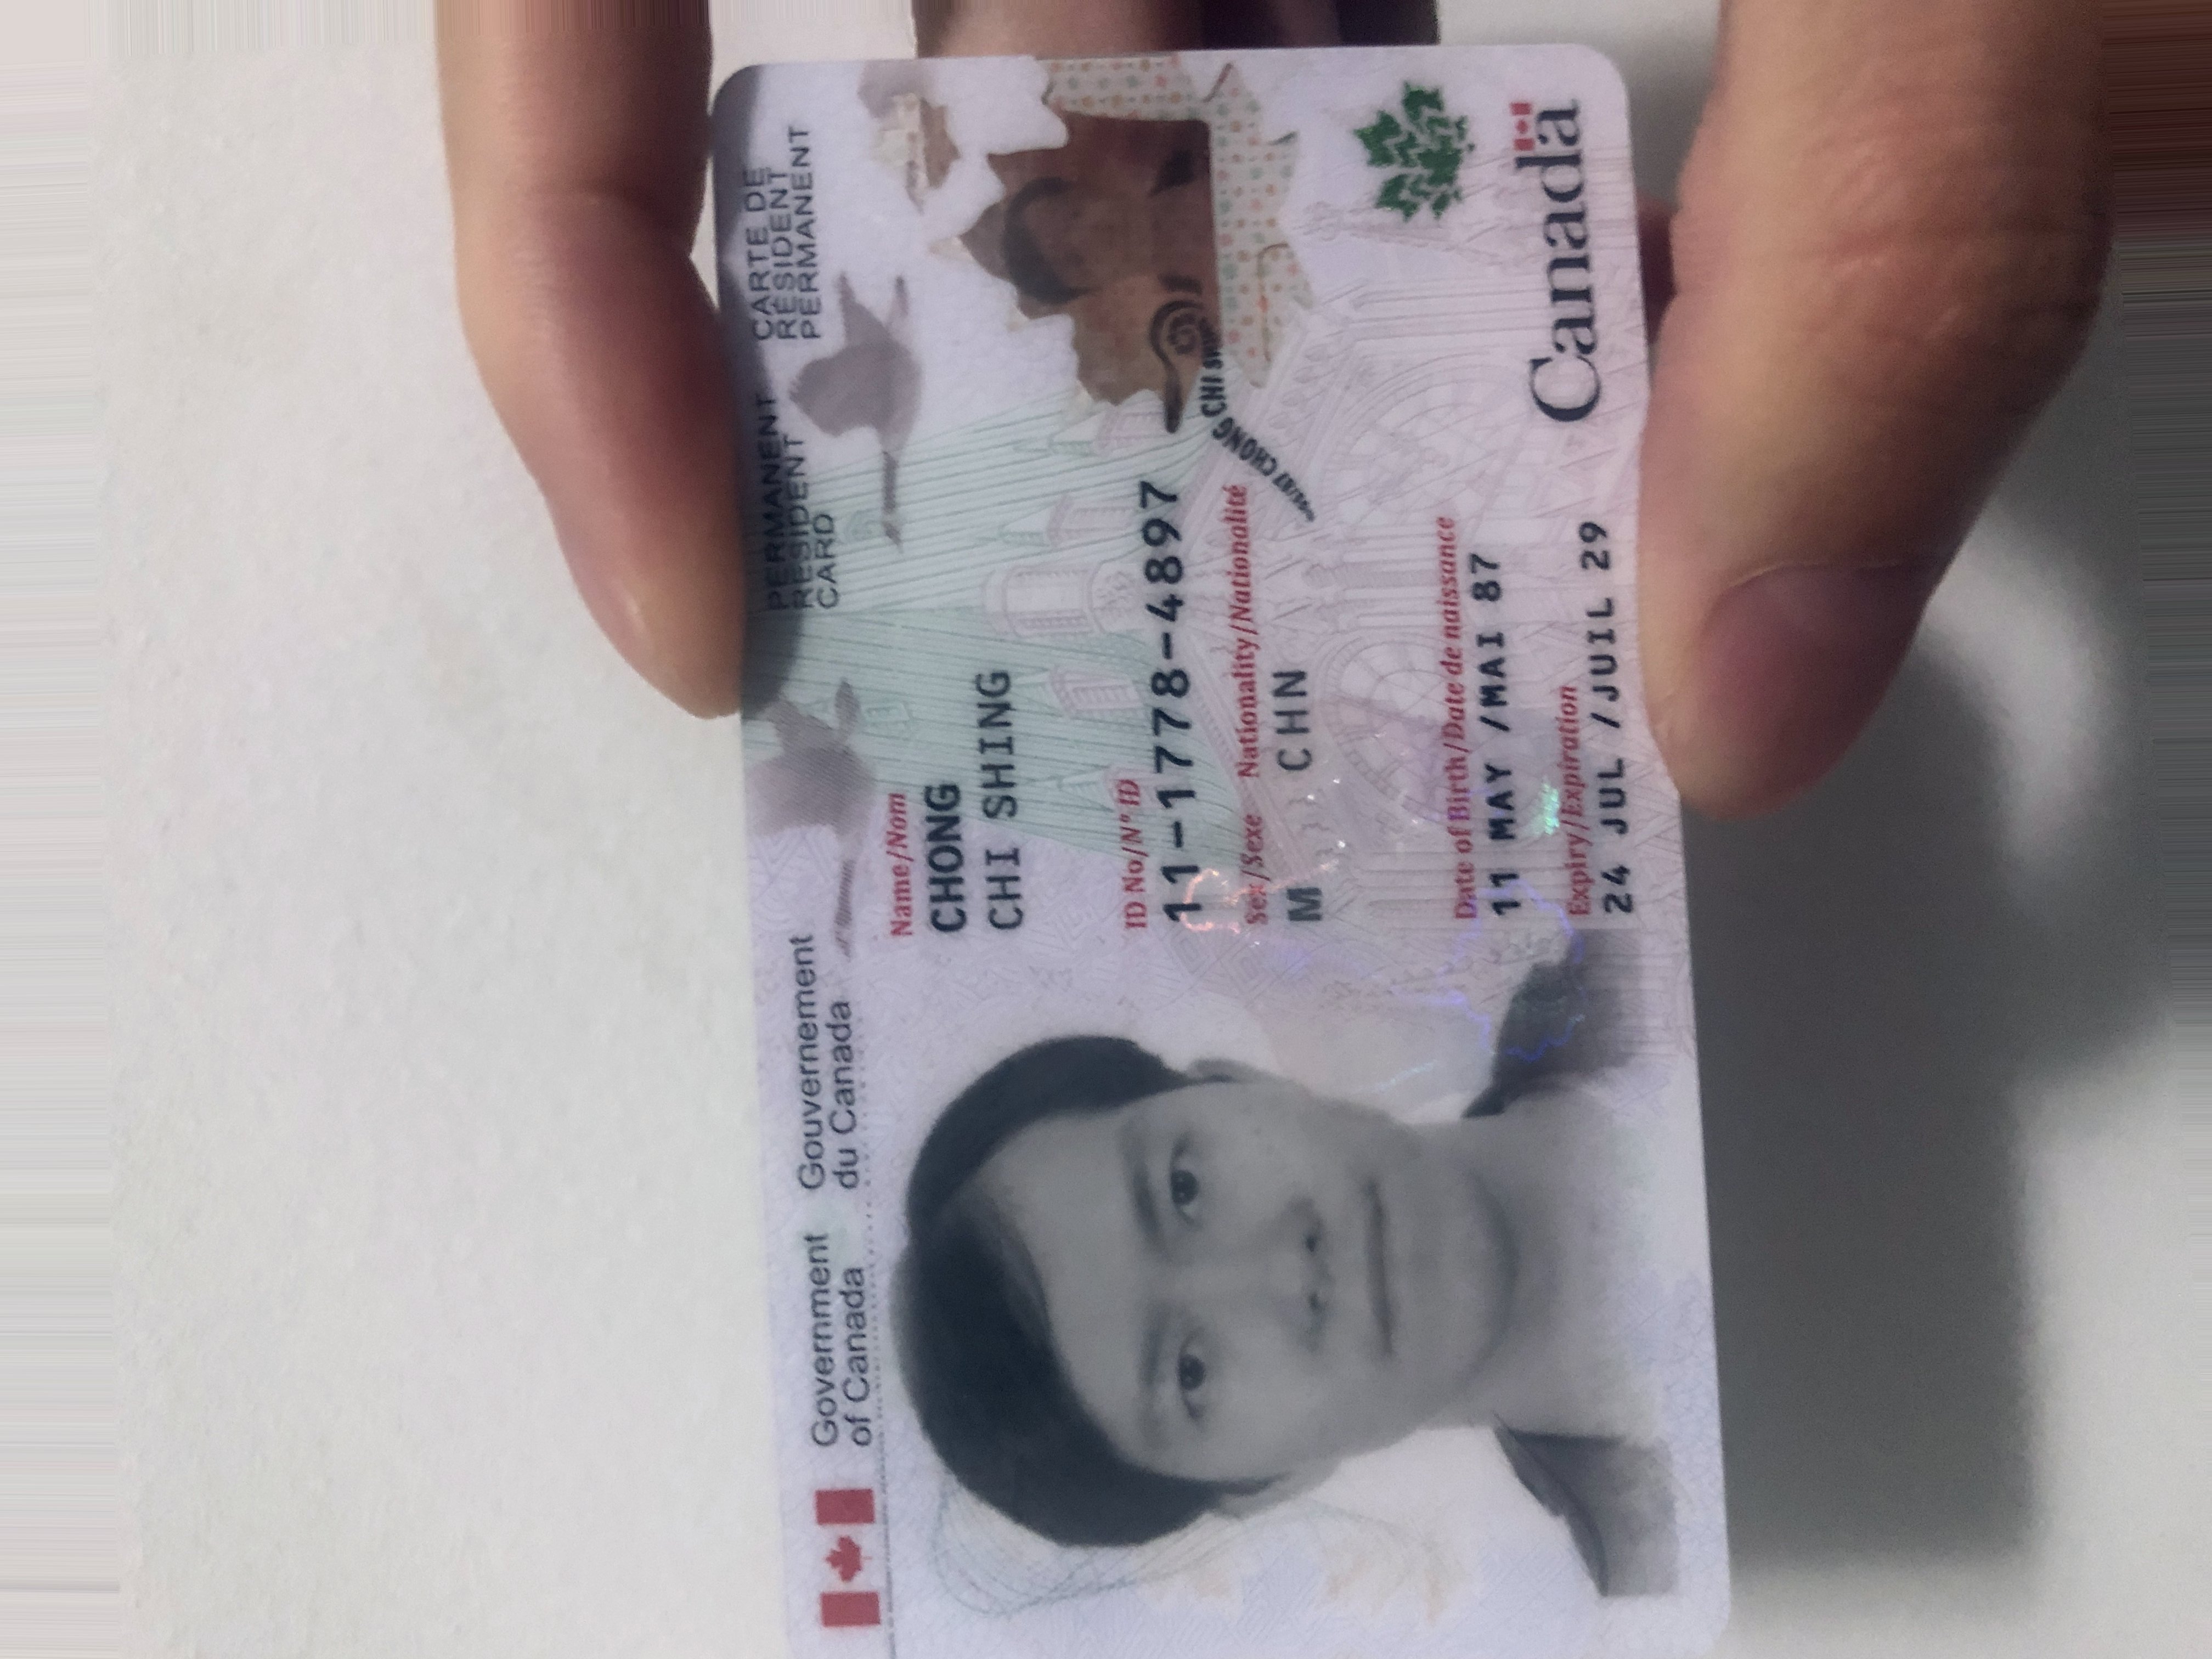 Government
of Canada
Gouvernement
du Canada
PERMANENT
RESIDENT
CARD
CARTE DE
RÉSIDENT
PERMANENT
Name/Nom
CHONG
CHI SHING
ID No/Nº ID
11-1778-4897
Sex/Sexe Nationality/Nationalité
M CHN
CHONG CHI
CHONG
Date of Birth/Date de naissance
11 MAY /MAI 87
Expiry/Expiration
24 JUL /JUIL 29
Canada